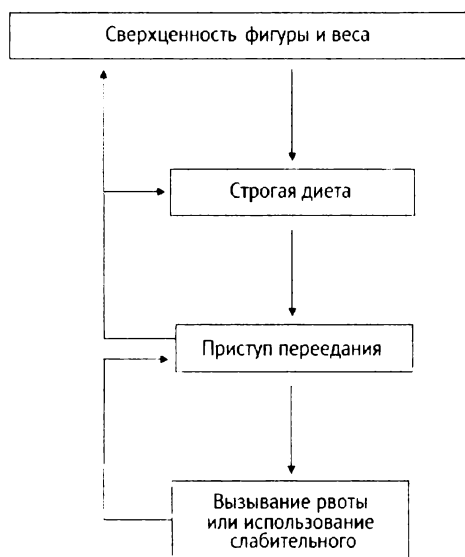 Сверхценность фигуры и веса
Строгая диета
Приступ переедания
Вызывание рвоты
или использование
слабительного